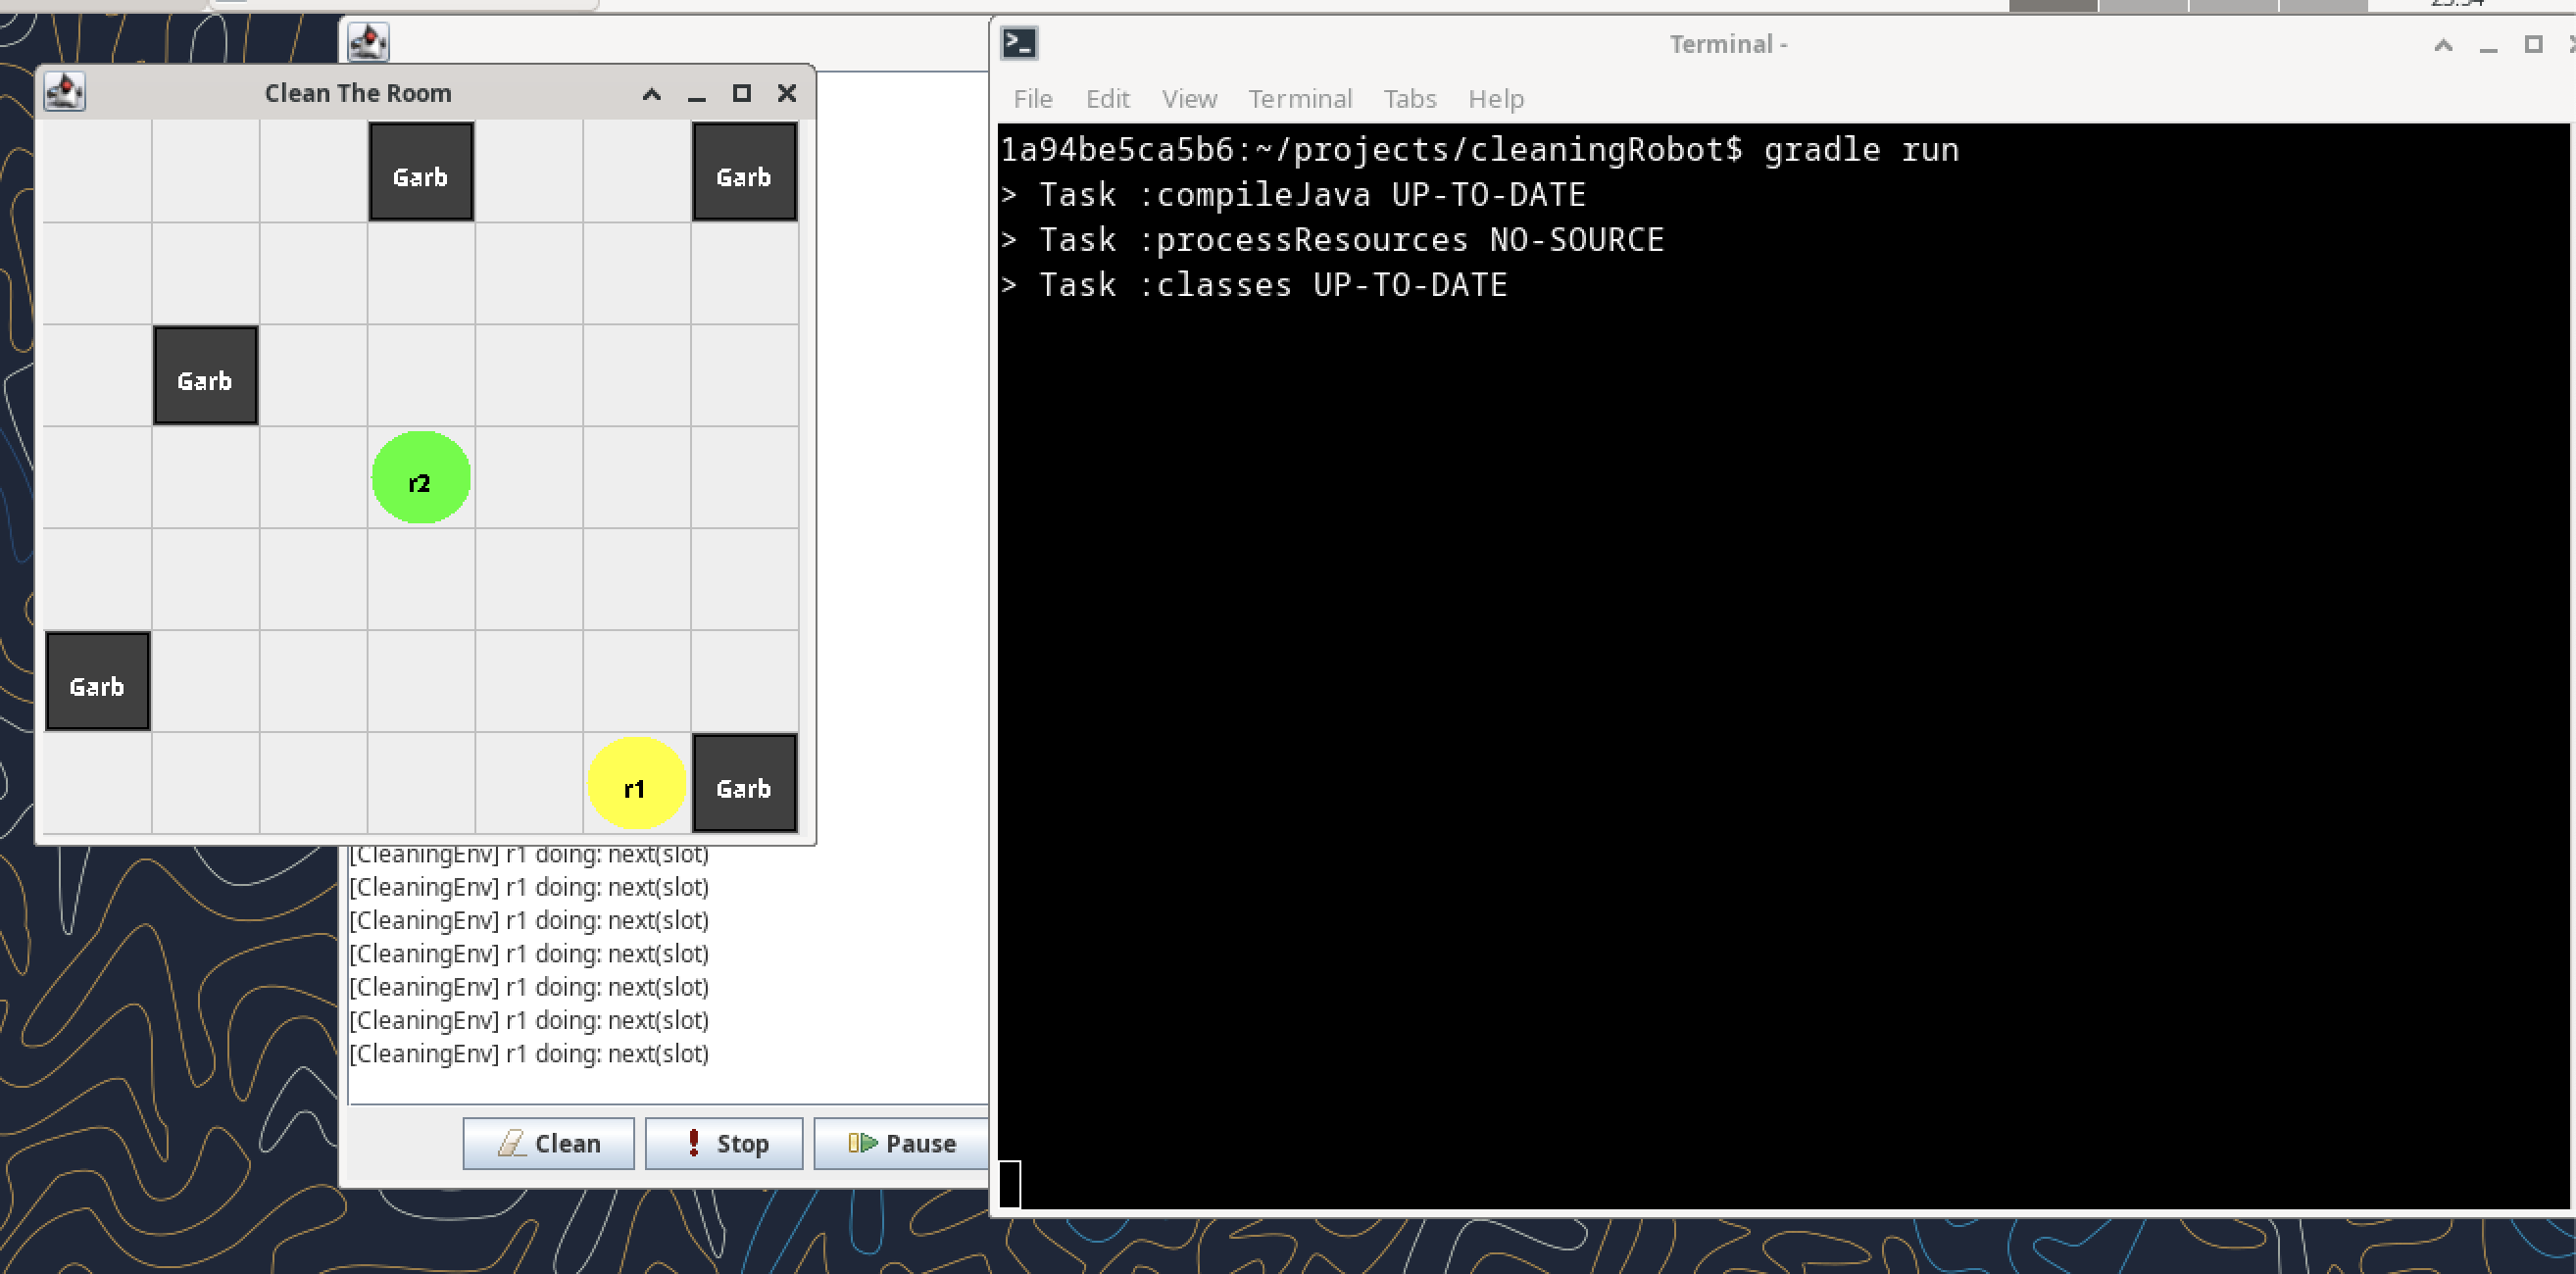 Clean The Room
Garb
Garb
Garb
r2
Garb
r1
Garb
[CleaningEnv] r1 doing: next(slot)
[CleaningEnv] r1 doing: next(slot)
[CleaningEnv] r1 doing: next(slot)
[CleaningEnv] r1 doing: next(slot)
[CleaningEnv] r1 doing: next(slot)
[CleaningEnv] r1 doing: next(slot)
[CleaningEnv] r1 doing: next(slot)
Clean
Stop
Pause
Terminal -
File Edit View Terminal Tabs Help
1a94be5ca5b6:~/projects/cleaningRobot$ gradle run
> Task :compileJava UP-TO-DATE
> Task :processResources NO-SOURCE
> Task :classes UP-TO-DATE